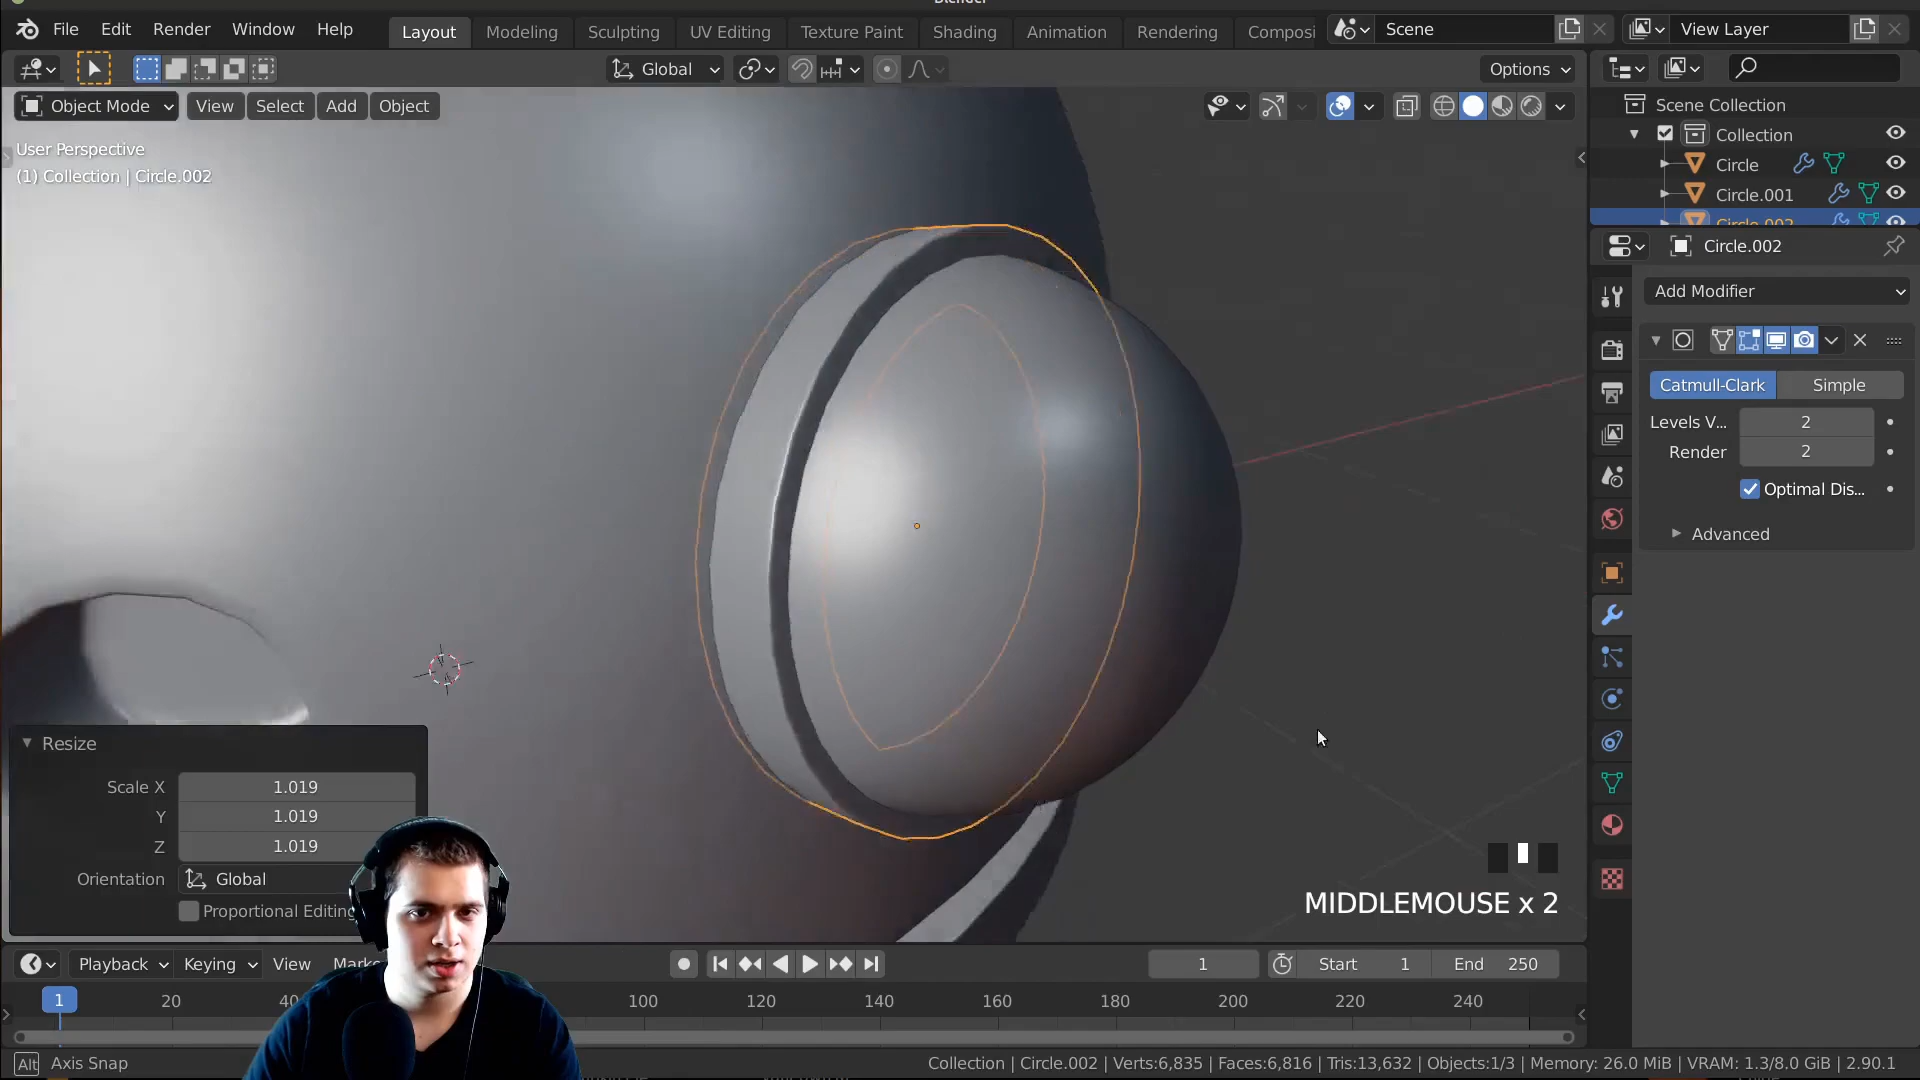 Blender
File Edit Render Window Help
Layout Modeling Sculpting UV Editing Texture Paint Shading Animation Rendering Composi
Scene
View Layer
Global
Options
Object Mode View Select Add Object
User Perspective
(1) Collection | Circle.002
Scene Collection
Collection
Circle
Circle.001
Circle.002
Circle.002
Add Modifier
Catmull-Clark Simple
Levels V... 2
Render 2
Optimal Dis...
Advanced
Resize
Scale X 1.019
Y 1.019
Z 1.019
Orientation Global
Proportional Editing
MIDDLEMOUSE x 2
Playback Keying View Marke
1 Start 1 End 250
1 20 40 100 120 140 160 180 200 220 240
Alt Axis Snap
Collection | Circle.002 | Verts:6,835 | Faces:6,816 | Tris:13,632 | Objects:1/3 | Memory: 26.0 MiB | VRAM: 1.3/8.0 GiB | 2.90.1